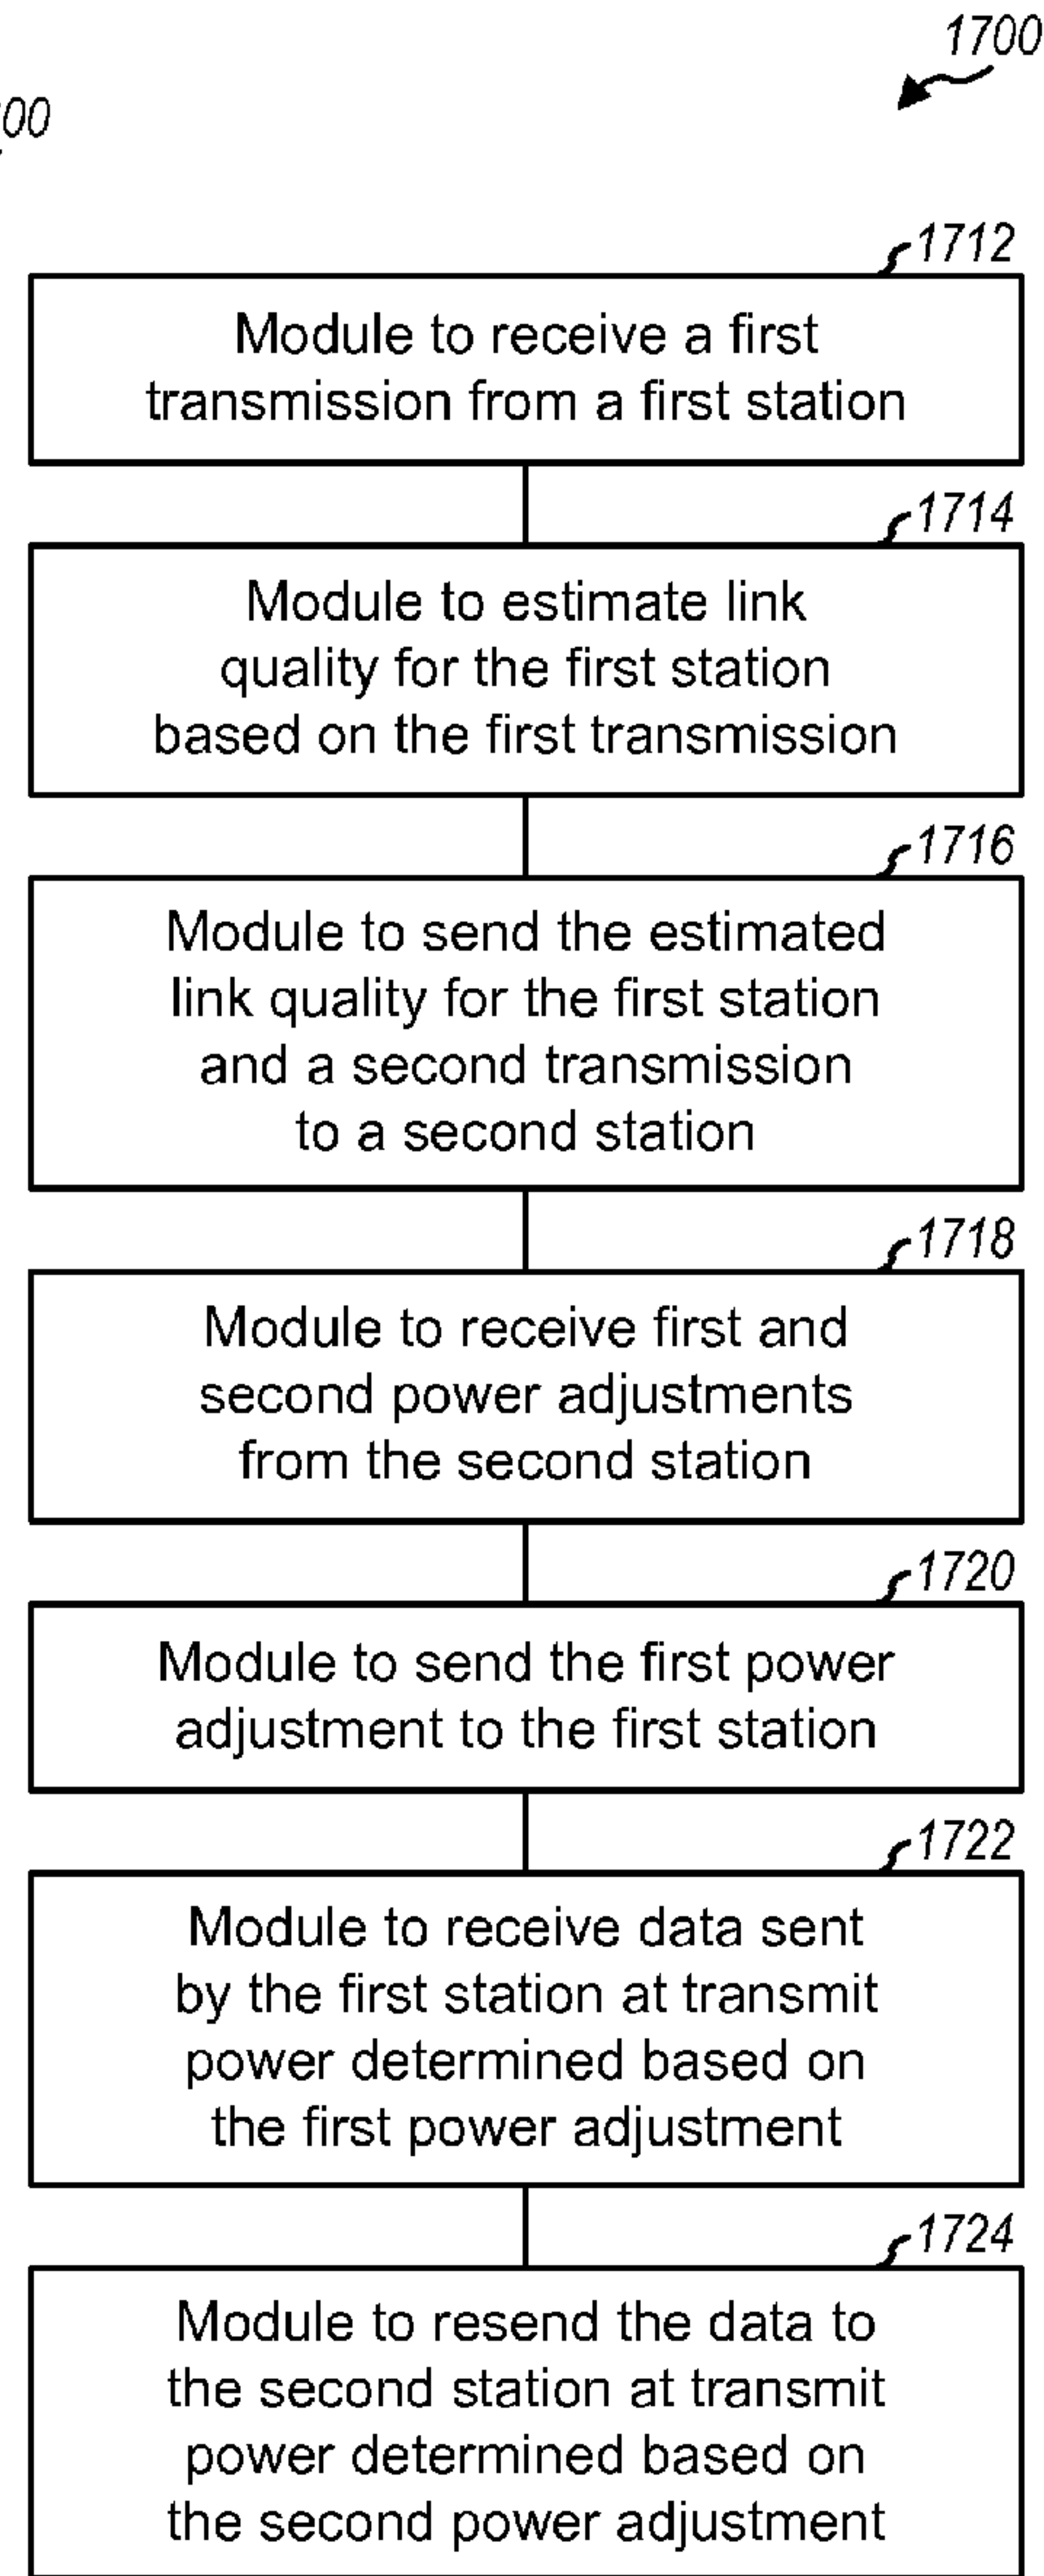 1700
00
1712
Module to receive a first
transmission from a first station
1714
Module to estimate link
quality for the first station
based on the first transmission
1716
Module to send the estimated
link quality for the first station
and a second transmission
to a second station
1718
Module to receive first and
second power adjustments
from the second station
1720
Module to send the first power
adjustment to the first station
1722
Module to receive data sent
by the first station at transmit
power determined based on
the first power adjustment
1724
Module to resend the data to
the second station at transmit
power determined based on
the second power adjustment